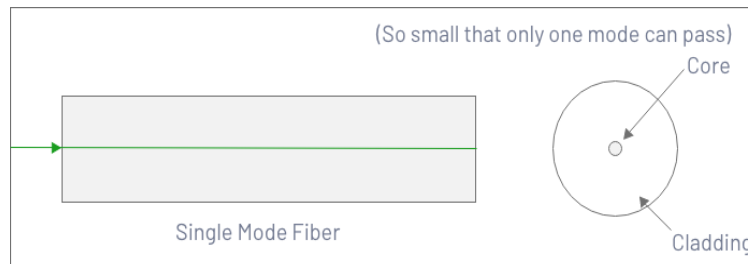 (So small that only one mode can pass)
Core
Single Mode Fiber
Cladding